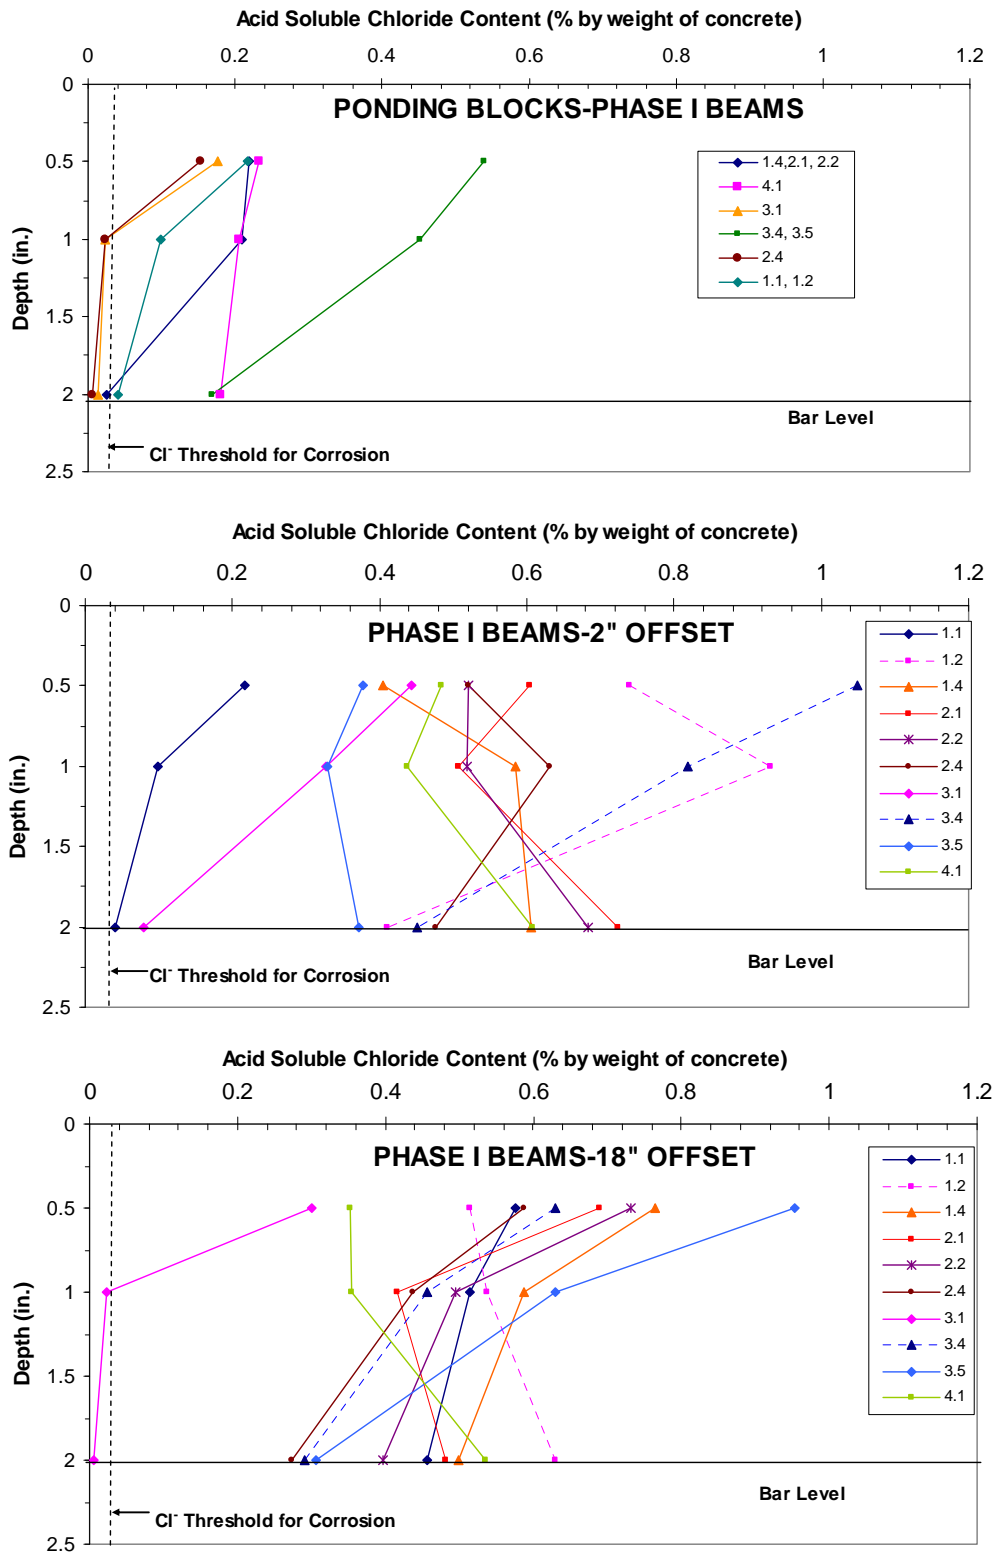 Acid Soluble Chloride Content (% by weight of concrete)
0 0.2 0.4 0.6 0.8 1 1.2
0
PONDING BLOCKS-PHASE I BEAMS
0.5
1.4,2.1, 2.2
4.1
3.1
3.4, 3.5
2.4
1.1, 1.2
1
Depth (in.)
1.5
2
Bar Level
Cl- Threshold for Corrosion
2.5
Acid Soluble Chloride Content (% by weight of concrete)
0 0.2 0.4 0.6 0.8 1 1.2
0
PHASE I BEAMS-2" OFFSET
1.1
1.2
1.4
2.1
2.2
2.4
3.1
3.4
3.5
4.1
0.5
1
Depth (in.)
1.5
2
Bar Level
Cl- Threshold for Corrosion
2.5
Acid Soluble Chloride Content (% by weight of concrete)
0 0.2 0.4 0.6 0.8 1 1.2
0
PHASE I BEAMS-18" OFFSET
1.1
1.2
1.4
2.1
2.2
2.4
3.1
3.4
3.5
4.1
0.5
1
Depth (in.)
1.5
2
Bar Level
Cl- Threshold for Corrosion
2.5